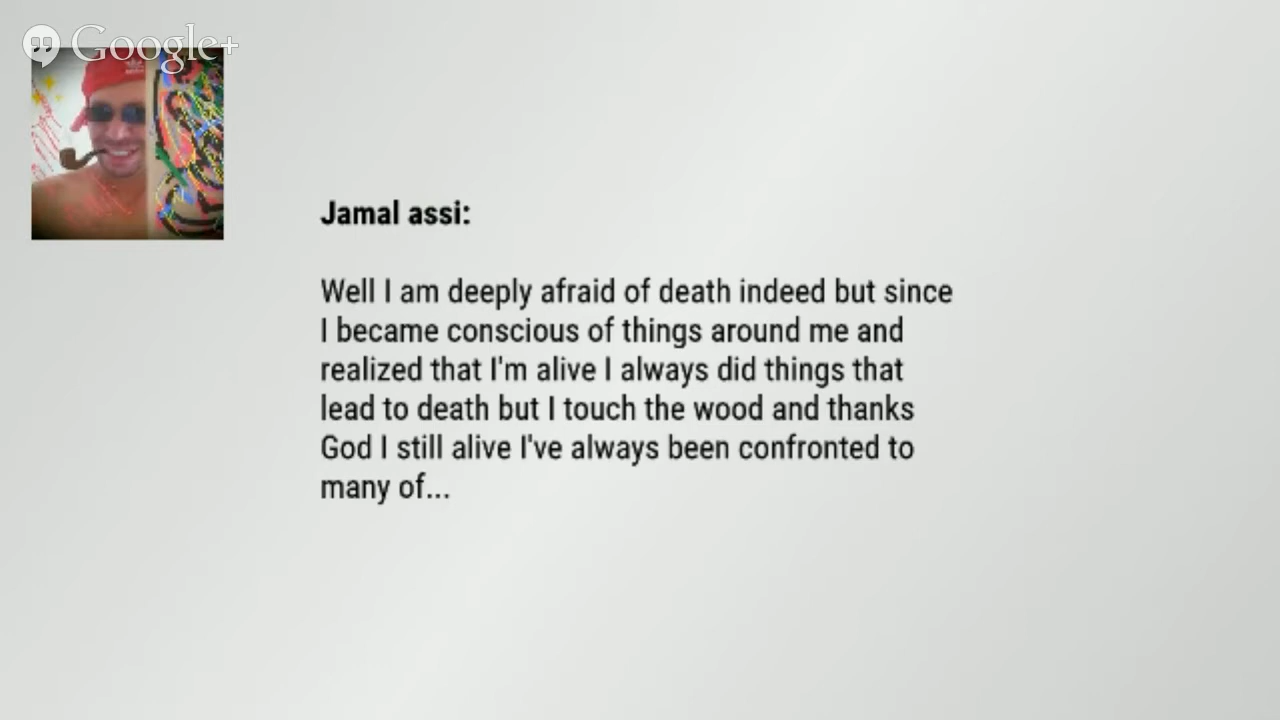 Google+
Jamal assi:
Well I am deeply afraid of death indeed but since
I became conscious of things around me and
realized that I'm alive I always did things that
lead to death but I touch the wood and thanks
God I still alive I've always been confronted to
many of...